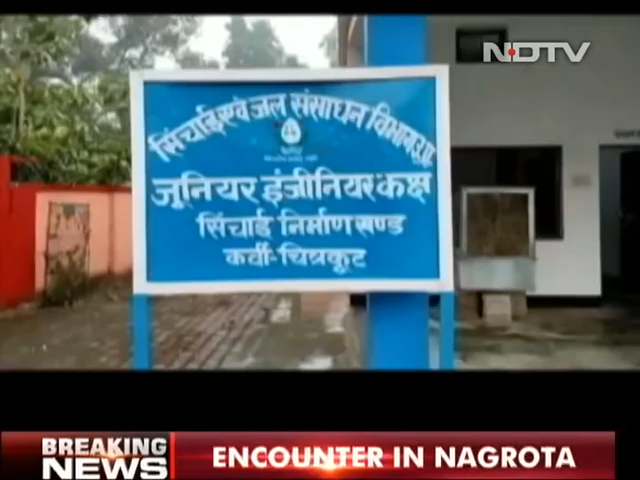 NDTV
सिंचाई एवं जल संसाधन विभाग उ.प्र.
जूनियर इंजीनियर कक्ष
सिंचाई निर्माण खण्ड
कर्वी-चित्रकूट
BREAKING NEWS
ENCOUNTER IN NAGROTA